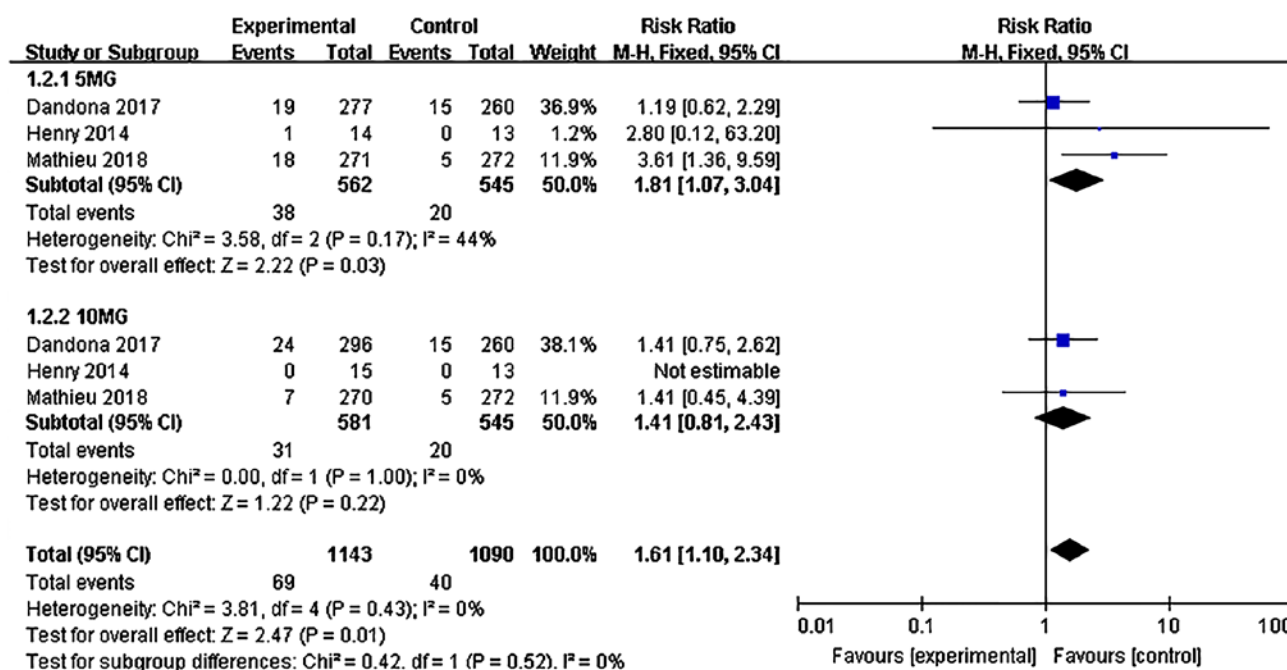 Experimental Control Risk Ratio Risk Ratio
Study or Subgroup Events Total Events Total Weight M-H, Fixed, 95% CI M-H, Fixed, 95% CI
1.2.1 5MG
Dandona 2017 19 277 15 260 36.9% 1.19 [0.62, 2.29]
Henry 2014 1 14 0 13 1.2% 2.80 [0.12, 63.20]
Mathieu 2018 18 271 5 272 11.9% 3.61 [1.36, 9.59]
Subtotal (95% CI) 562 545 50.0% 1.81 [1.07, 3.04]
Total events 38 20
Heterogeneity: Chi² = 3.58, df = 2 (P = 0.17); I² = 44%
Test for overall effect: Z = 2.22 (P = 0.03)
1.2.2 10MG
Dandona 2017 24 296 15 260 38.1% 1.41 [0.75, 2.62]
Henry 2014 0 15 0 13 Not estimable
Mathieu 2018 7 270 5 272 11.9% 1.41 [0.45, 4.39]
Subtotal (95% CI) 581 545 50.0% 1.41 [0.81, 2.43]
Total events 31 20
Heterogeneity: Chi² = 0.00, df = 1 (P = 1.00); I² = 0%
Test for overall effect: Z = 1.22 (P = 0.22)
Total (95% CI) 1143 1090 100.0% 1.61 [1.10, 2.34]
Total events 69 40
Heterogeneity: Chi² = 3.81, df = 4 (P = 0.43); I² = 0%
Test for overall effect: Z = 2.47 (P = 0.01)
Test for subgroup differences: Chi² = 0.42, df = 1 (P = 0.52), I² = 0%
0.01 0.1 1 10 100
Favours [experimental] Favours [control]